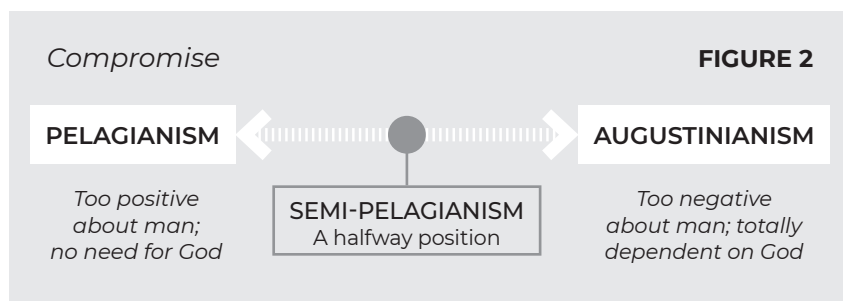 Compromise
FIGURE 2
PELAGIANISM
AUGUSTINIANISM
Too positive
about man;
no need for God
SEMI-PELAGIANISM
A halfway position
Too negative
about man; totally
dependent on God